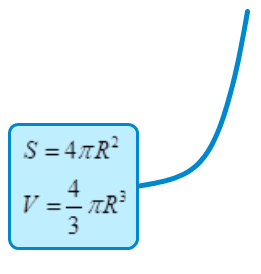 S = 4πR²
V = 4/3 πR³